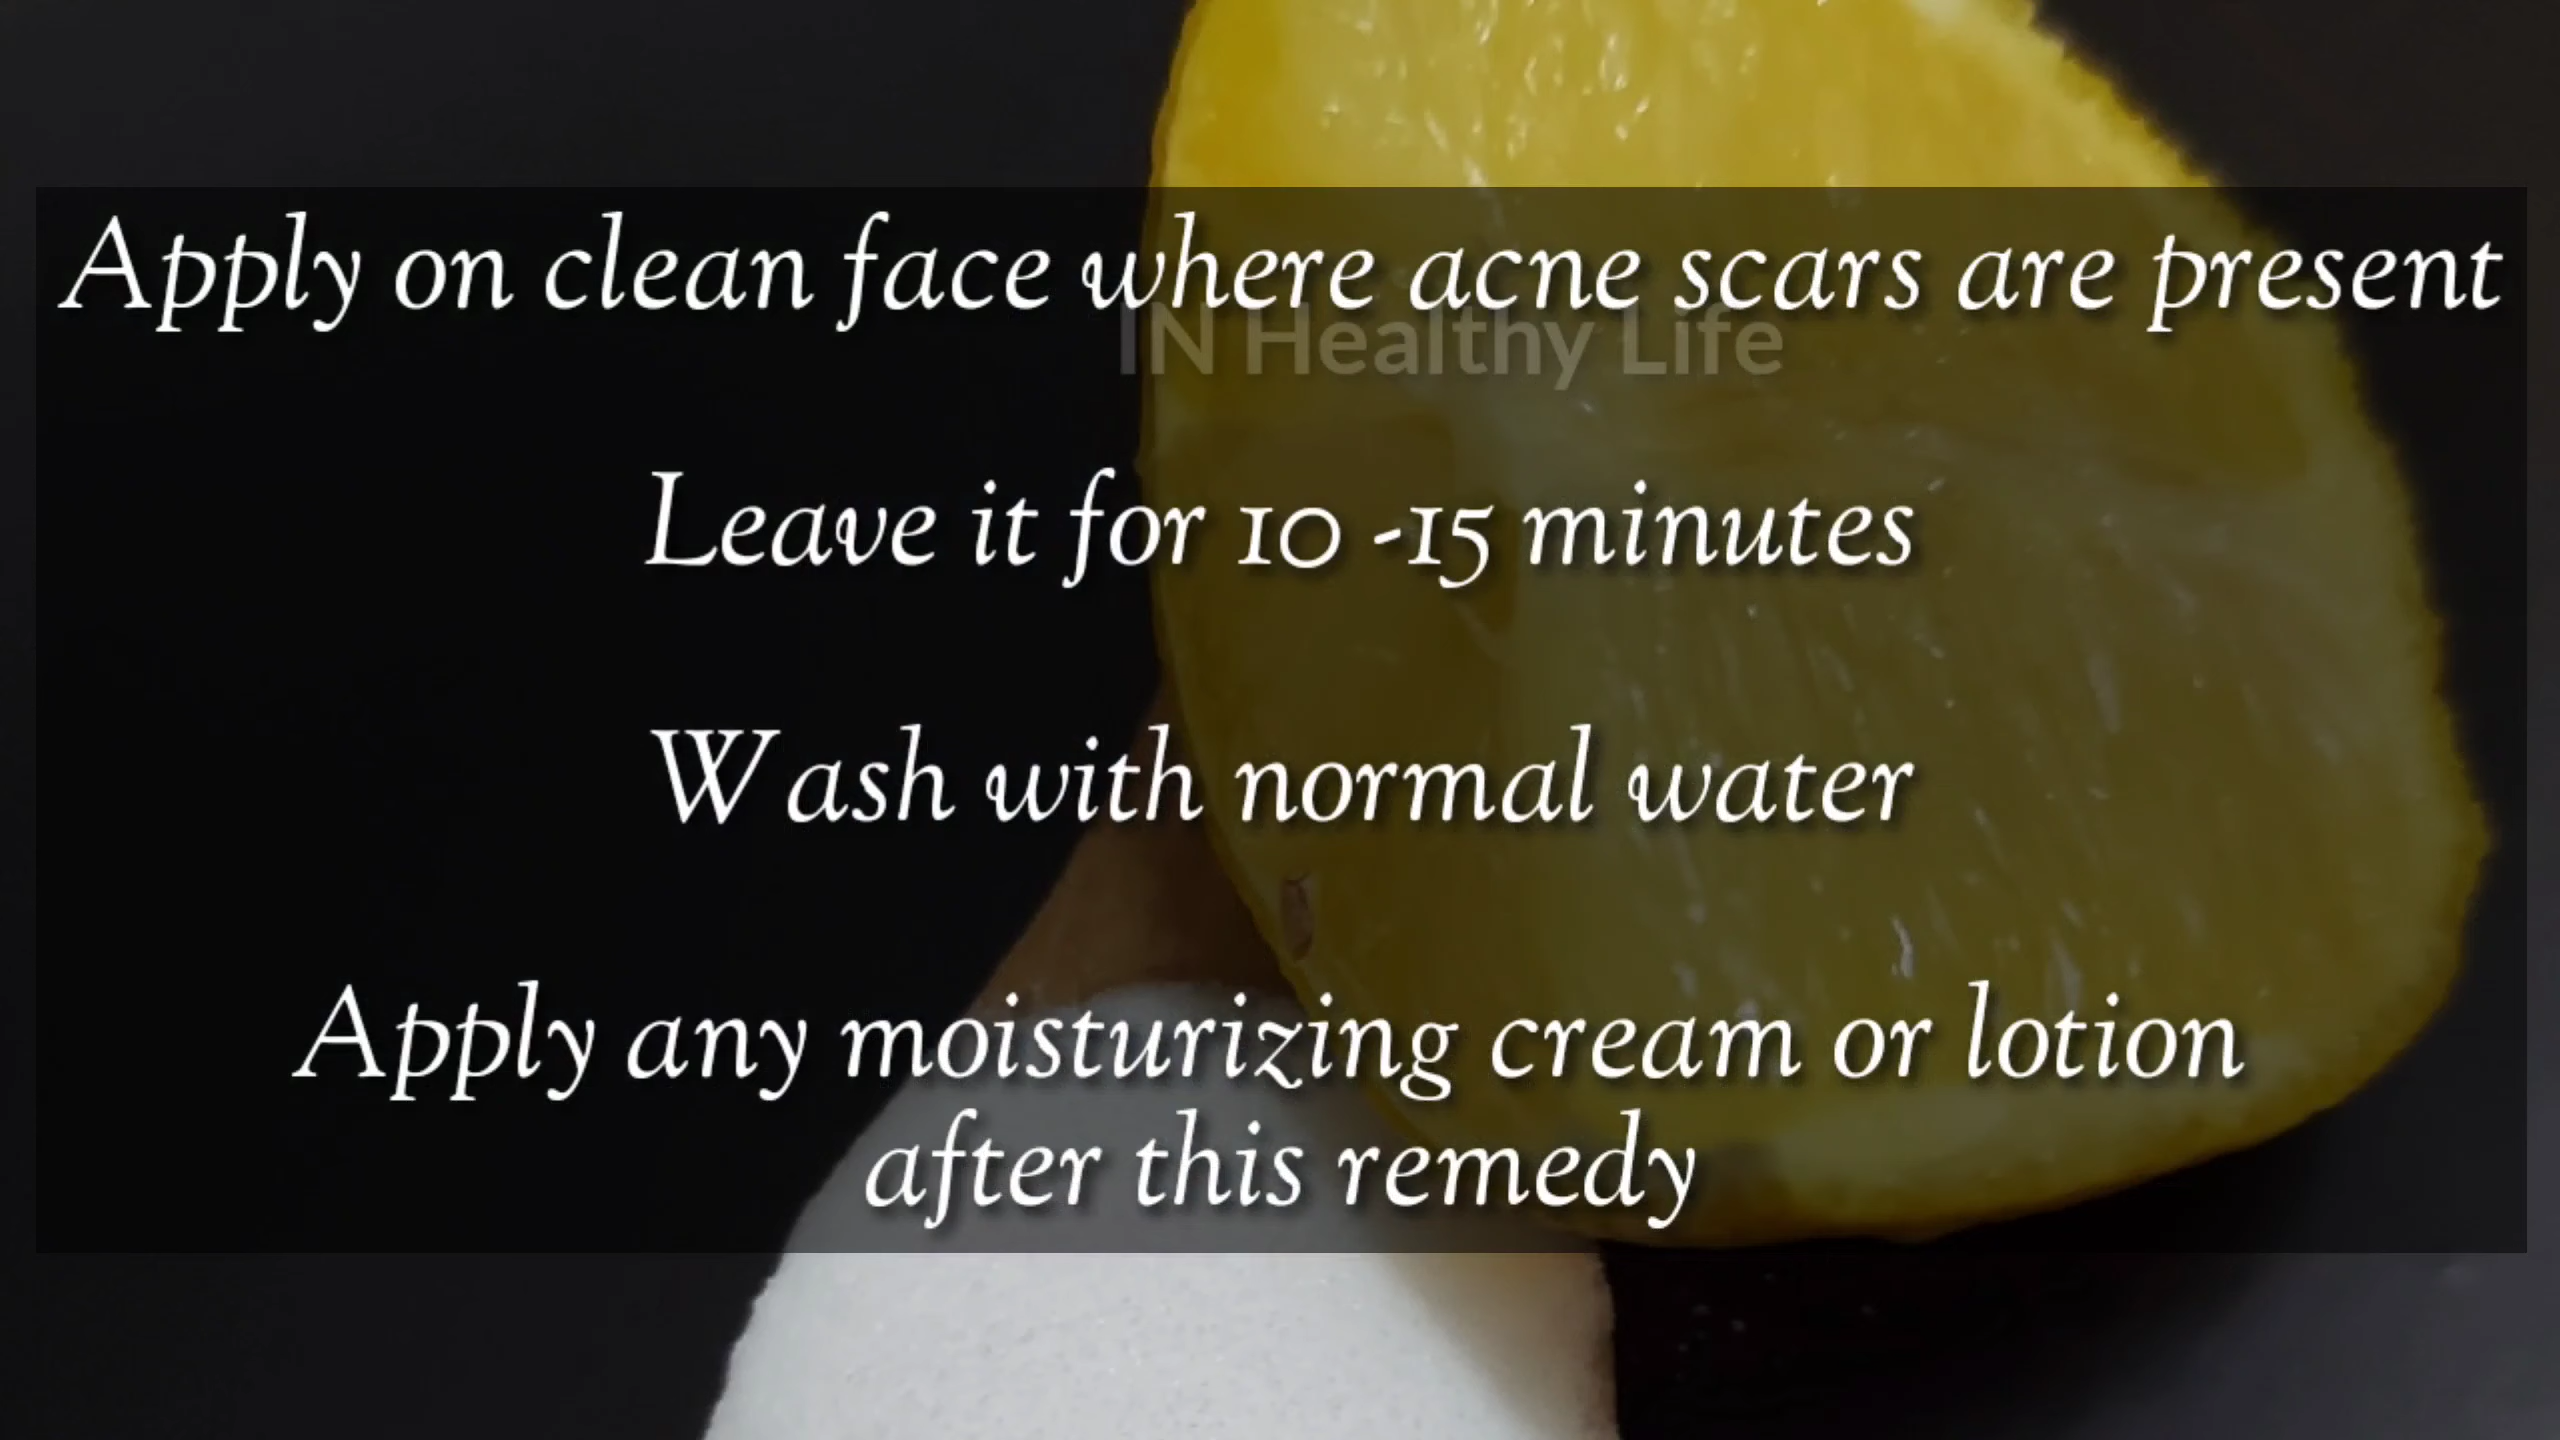 Apply on clean face where acne scars are present
IN Healthy Life
Leave it for 10 -15 minutes
Wash with normal water
Apply any moisturizing cream or lotion
after this remedy